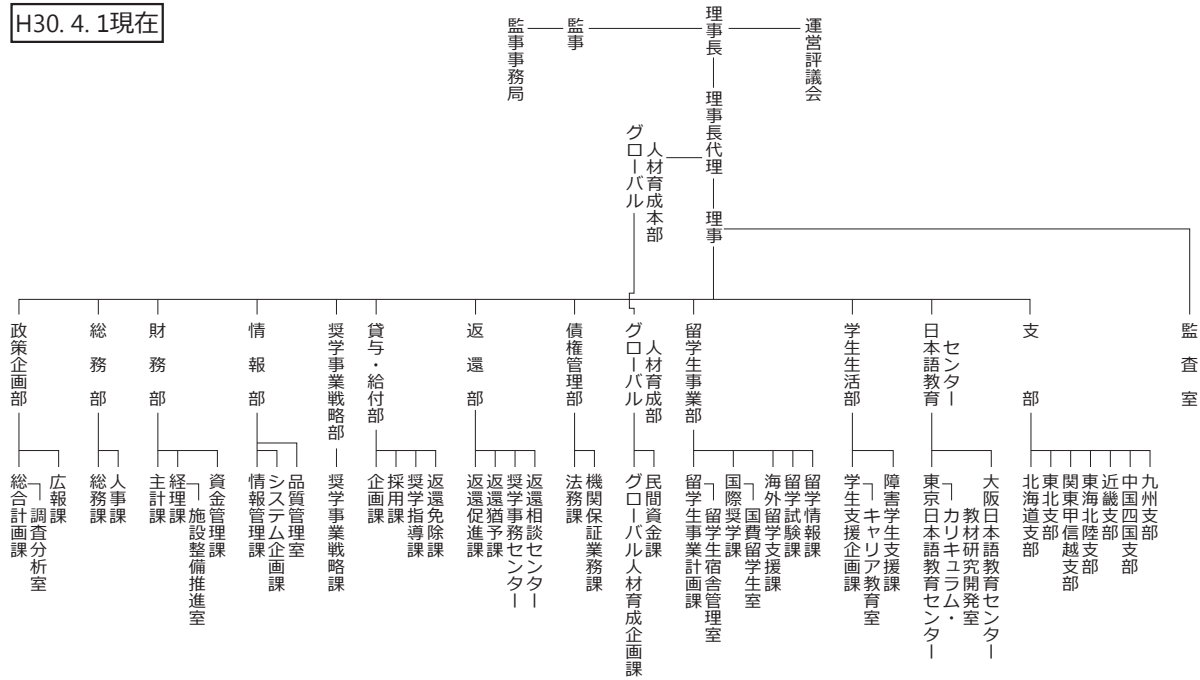 H30. 4. 1現在
理事長
運営評議会
監事
監事事務局
理事長代理
グローバル
人材育成本部
理事
政策企画部
総務部
財務部
情報部
奨学事業戦略部
貸与・給付部
返還部
債権管理部
グローバル
人材育成部
留学生事業部
学生生活部
日本語教育
センター
支部
監査室
総合計画課
調査分析室
広報課
総務課
人事課
主計課
経理課
施設整備推進室
資金管理課
情報管理課
システム企画課
品質管理室
奨学事業戦略課
企画課
採用課
奨学指導課
返還免除課
返還促進課
返還猶予課
奨学事務センター
返還相談センター
法務課
機関保証業務課
グローバル人材育成企画課
民間資金課
留学生事業計画課
留学生宿舎管理室
国際奨学課
国費留学生室
海外留学支援課
留学試験課
留学情報課
学生支援企画課
キャリア教育室
障害学生支援課
東京日本語教育センター
カリキュラム・
教材研究開発室
大阪日本語教育センター
北海道支部
東北支部
関東甲信越支部
東海北陸支部
近畿支部
中国四国支部
九州支部